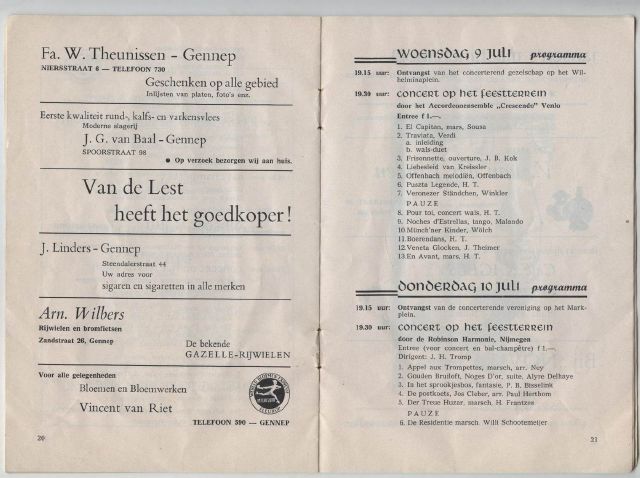 Fa. W. Theunissen - Gennep
NIERSSTRAAT 6 — TELEFOON 730
Geschenken op alle gebied
Inlijsten van platen, foto's enz.
Eerste kwaliteit rund-, kalfs- en varkensvlees
Moderne slagerij
J. G. van Baal - Gennep
SPOORSTRAAT 98
● Op verzoek bezorgen wij aan huis.
Van de Lest
heeft het goedkoper!
J. Linders - Gennep
Steendalerstraat 44
Uw adres voor
sigaren en sigaretten in alle merken
Arn. Wilbers
Rijwielen en bromfietsen
Zandstraat 26, Gennep
De bekende
GAZELLE-RIJWIELEN
Voor alle gelegenheden
Bloemen en Bloemwerken
Vincent van Riet
TELEFOON 590 — GENNEP
20
WOENSDAG 9 JULI programma
19.15 uur: Ontvangst van het concerterend gezelschap op het Wil-
helminaplein.
19.30 uur: CONCERT OP HET FEESTTERREIN
door het Accordeonensemble „Crescendo" Venlo
Entree f 1.—.
1. El Capitan, mars, Sousa
2. Traviata, Verdi
a. inleiding
b. wals-duet
3. Frisonnette, ouverture, J. B. Kok
4. Liebesleid van Kreissler
5. Offenbach melodiën, Offenbach
6. Puszta Legende, H. T.
7. Veronezer Ständchen, Winkler
PAUZE
8. Pour toi, concert wals, H. T.
9. Noches d'Estrellas, tango, Malando
10. Münch'ner Kinder, Wölch
11. Boerendans, H. T.
12. Veneta Glocken, J. Theimer
13. En Avant, mars, H. T.
DONDERDAG 10 JULI programma
19.15 uur: Ontvangst van de concerterende vereniging op het Mark-
plein.
19.30 uur: CONCERT OP HET FEESTTERREIN
door de Robinson Harmonie, Nijmegen
Entree (voor concert en bal-champêtre) f 1.—.
Dirigent: J. H. Tromp
1. Appel aux Trompettes, marsch, arr. Ney
2. Gouden Bruiloft, Noges D'or, suite, Alyre Delhaye
3. In het sprookjesbos, fantasie, P. B. Bisselink
4. De postkoets, Jos Cleber, arr. Paul Herthom
5. Der Treue Huzar, marsch, H. Frantzen
PAUZE
6. De Residentie marsch, Willi Schootemeijer
21